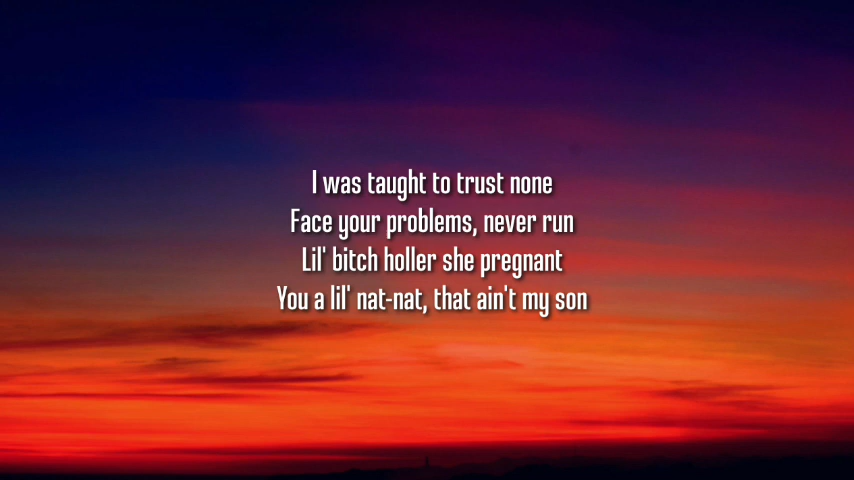 I was taught to trust none
Face your problems, never run
Lil' bitch holler she pregnant
You a lil' nat-nat, that ain't my son